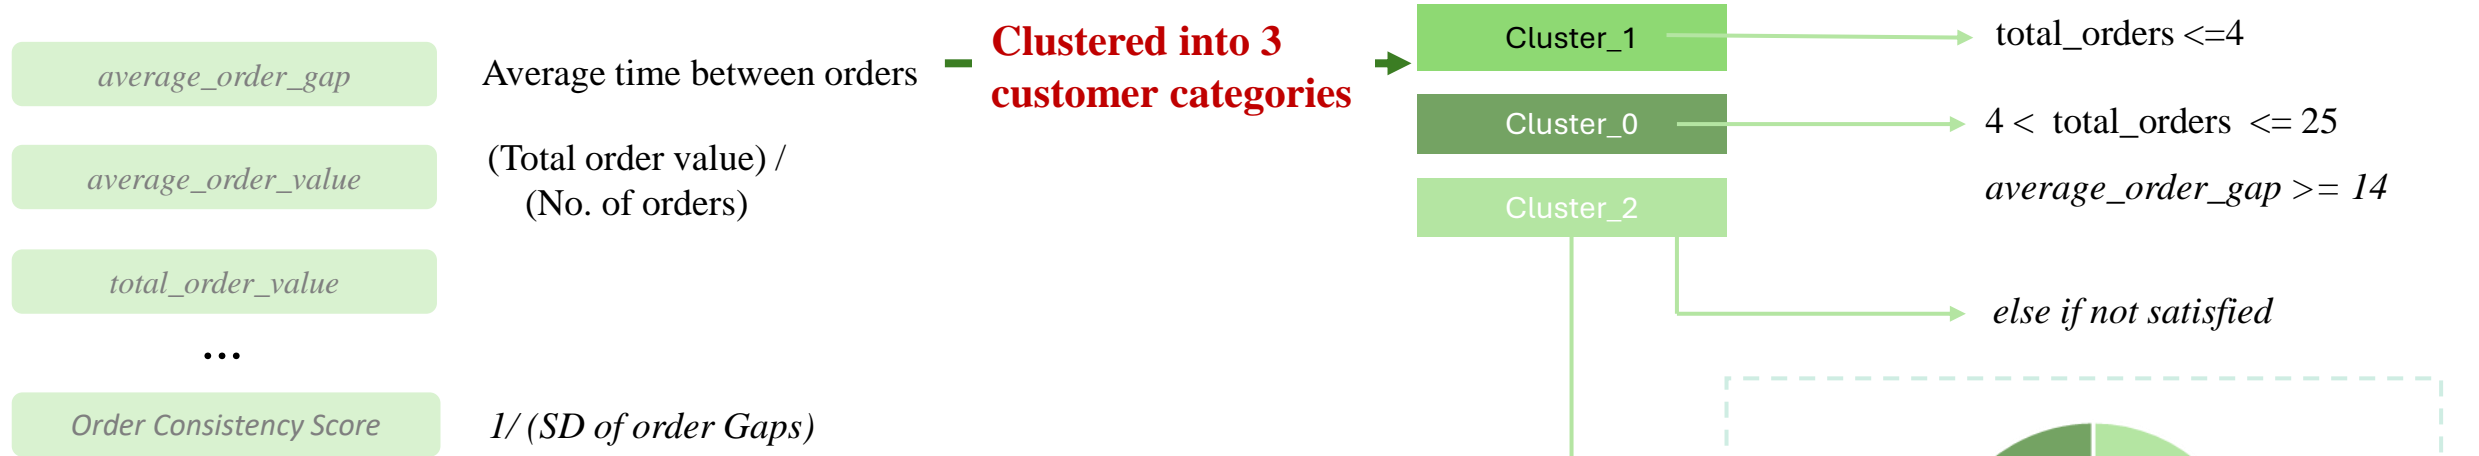 average_order_gap
Average time between orders
average_order_value
(Total order value) /
(No. of orders)
total_order_value
...
Order Consistency Score
1/ (SD of order Gaps)
Clustered into 3
customer categories
Cluster_1
total_orders <=4
Cluster_0
4 < total_orders <= 25
average_order_gap >= 14
Cluster_2
else if not satisfied